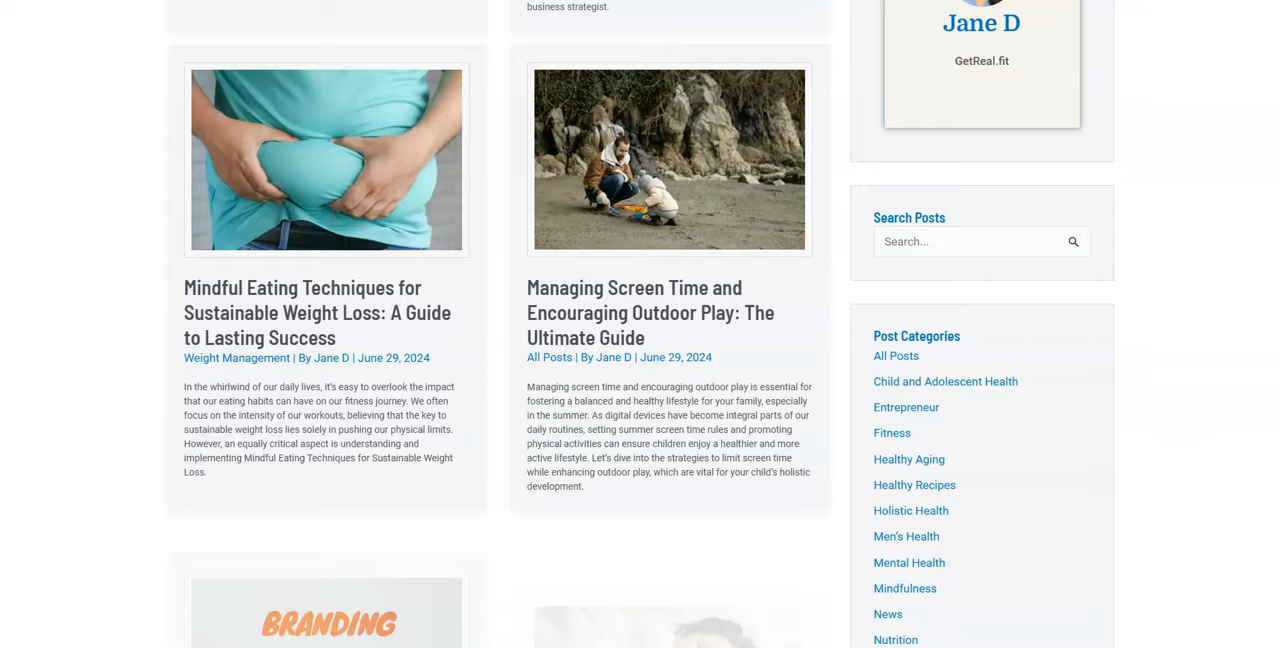 business strategist.
Mindful Eating Techniques for
Sustainable Weight Loss: A Guide
to Lasting Success
Weight Management | By Jane D | June 29, 2024
In the whirlwind of our daily lives, it's easy to overlook the impact
that our eating habits can have on our fitness journey. We often
focus on the intensity of our workouts, believing that the key to
sustainable weight loss lies solely in pushing our physical limits.
However, an equally critical aspect is understanding and
implementing Mindful Eating Techniques for Sustainable Weight
Loss.
Managing Screen Time and
Encouraging Outdoor Play: The
Ultimate Guide
All Posts | By Jane D | June 29, 2024
Managing screen time and encouraging outdoor play is essential for
fostering a balanced and healthy lifestyle for your family, especially
in the summer. As digital devices have become integral parts of our
daily routines, setting summer screen time rules and promoting
physical activities can ensure children enjoy a healthier and more
active lifestyle. Let's dive into the strategies to limit screen time
while enhancing outdoor play, which are vital for your child's holistic
development.
BRANDING
Jane D
GetReal.fit
Search Posts
Search...
Post Categories
All Posts
Child and Adolescent Health
Entrepreneur
Fitness
Healthy Aging
Healthy Recipes
Holistic Health
Men's Health
Mental Health
Mindfulness
News
Nutrition